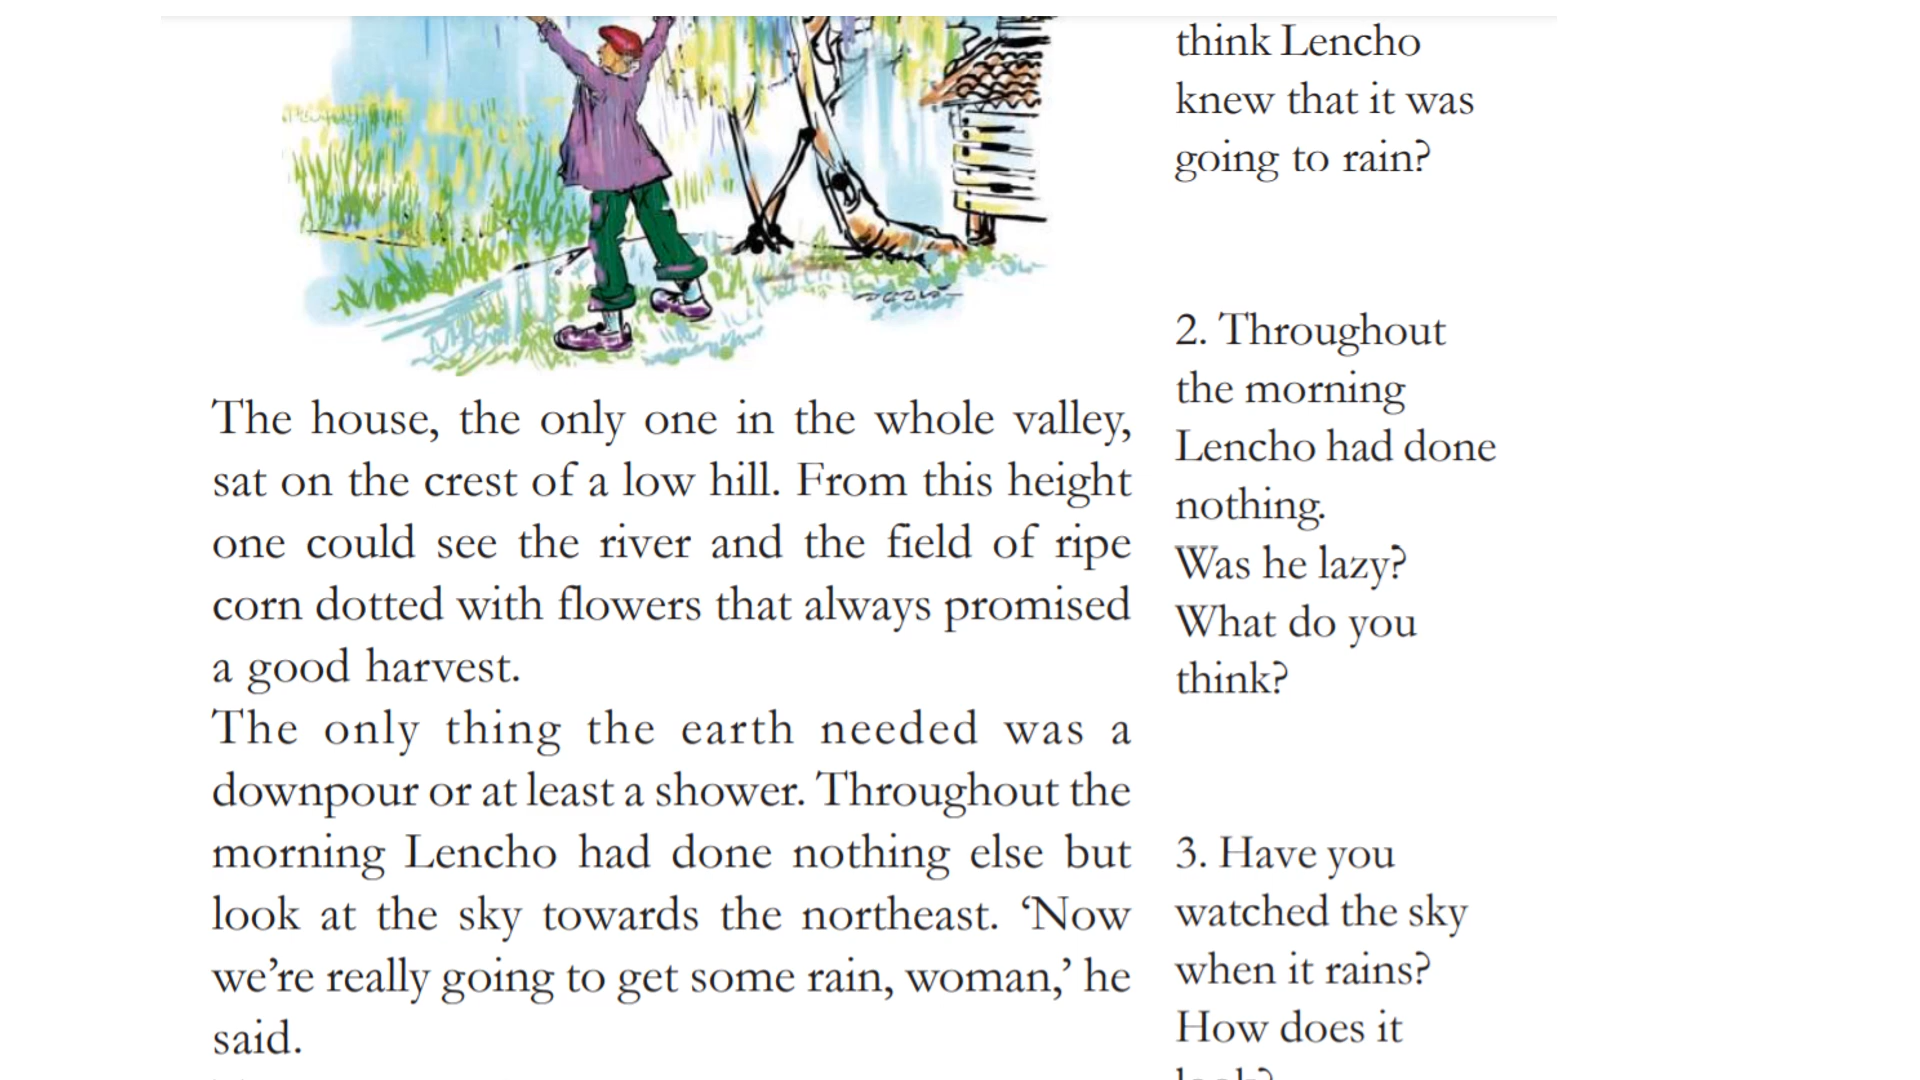 think Lencho
knew that it was
going to rain?
The house, the only one in the whole valley,
sat on the crest of a low hill. From this height
one could see the river and the field of ripe
corn dotted with flowers that always promised
a good harvest.
The only thing the earth needed was a
downpour or at least a shower. Throughout the
morning Lencho had done nothing else but
look at the sky towards the northeast. ‘Now
we’re really going to get some rain, woman,’ he
said.
2. Throughout
the morning
Lencho had done
nothing.
Was he lazy?
What do you
think?
3. Have you
watched the sky
when it rains?
How does it